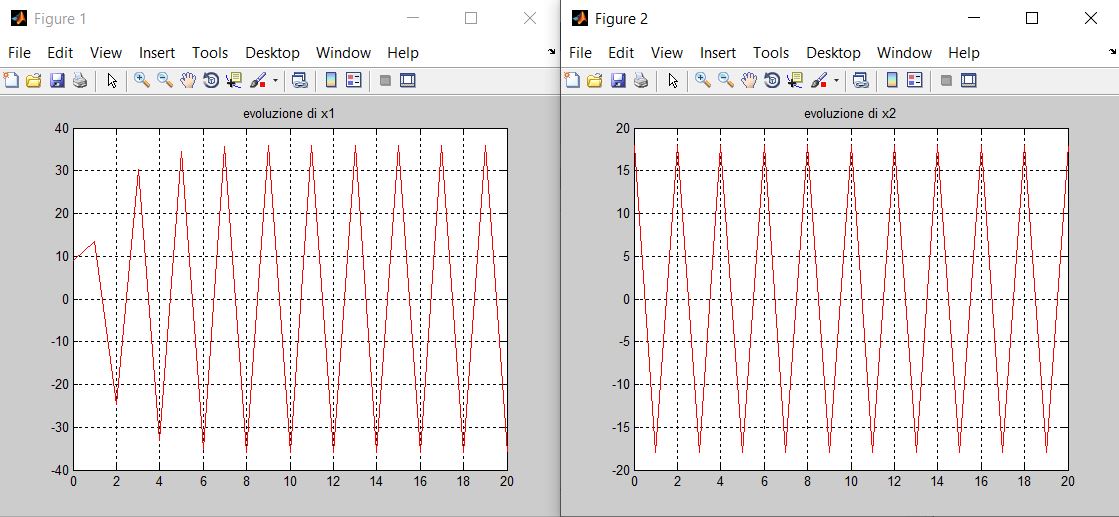 Figure 1
File Edit View Insert Tools Desktop Window Help
evoluzione di x1
40
30
20
10
0
-10
-20
-30
-40
0 2 4 6 8 10 12 14 16 18 20
Figure 2
File Edit View Insert Tools Desktop Window Help
evoluzione di x2
20
15
10
5
0
-5
-10
-15
-20
0 2 4 6 8 10 12 14 16 18 20